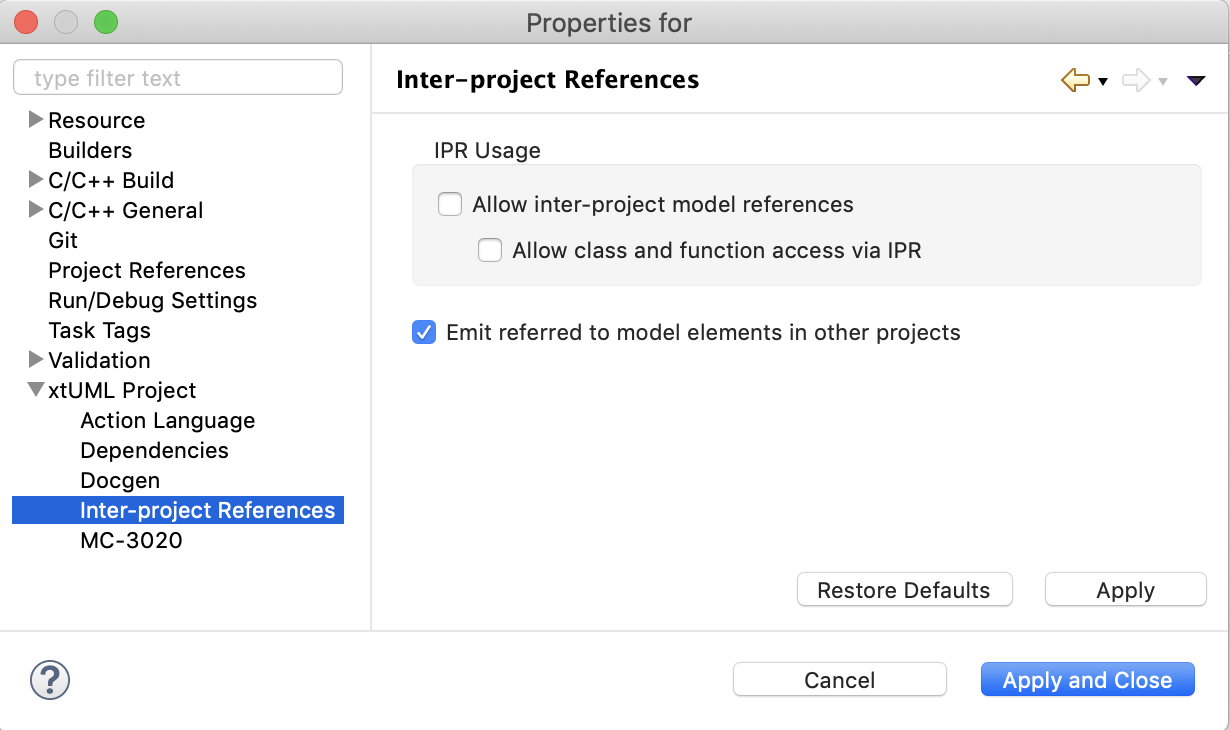 Properties for
type filter text
Resource
Builders
C/C++ Build
C/C++ General
Git
Project References
Run/Debug Settings
Task Tags
Validation
xtUML Project
Action Language
Dependencies
Docgen
Inter-project References
MC-3020
Inter-project References
IPR Usage
Allow inter-project model references
Allow class and function access via IPR
Emit referred to model elements in other projects
Restore Defaults
Apply
?
Cancel
Apply and Close